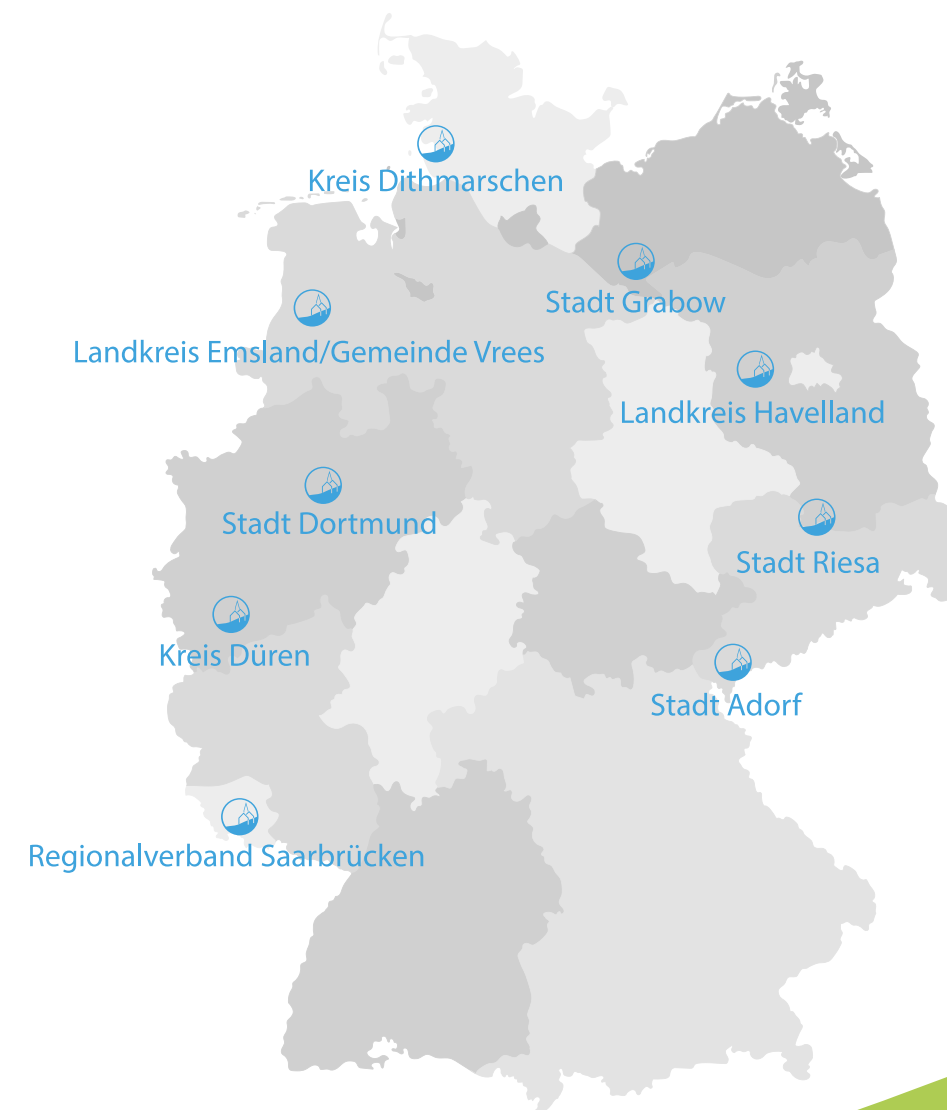 Kreis Dithmarschen
Stadt Grabow
Landkreis Emsland/Gemeinde Vrees
Landkreis Havelland
Stadt Dortmund
Stadt Riesa
Kreis Düren
Stadt Adorf
Regionalverband Saarbrücken